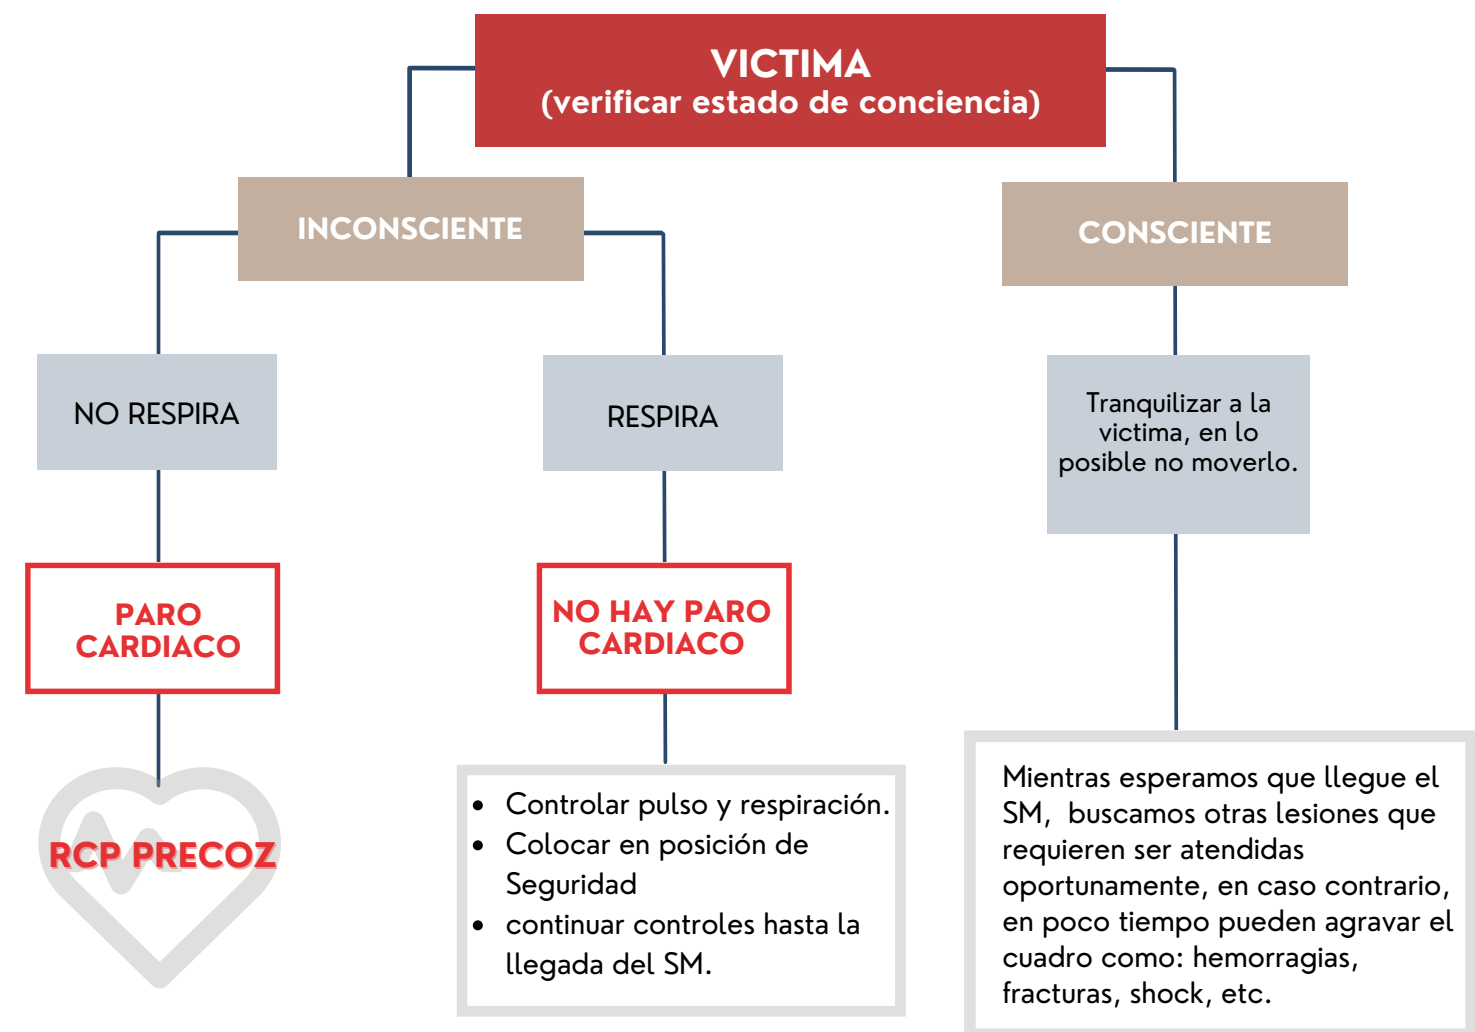 VICTIMA
(verificar estado de conciencia)
INCONSCIENTE
CONSCIENTE
NO RESPIRA
RESPIRA
Tranquilizar a la
victima, en lo
posible no moverlo.
PARO
CARDIACO
NO HAY PARO
CARDIACO
RCP PRECOZ
• Controlar pulso y respiración.
• Colocar en posición de
Seguridad
• continuar controles hasta la
llegada del SM.
Mientras esperamos que llegue el
SM, buscamos otras lesiones que
requieren ser atendidas
oportunamente, en caso contrario,
en poco tiempo pueden agravar el
cuadro como: hemorragias,
fracturas, shock, etc.